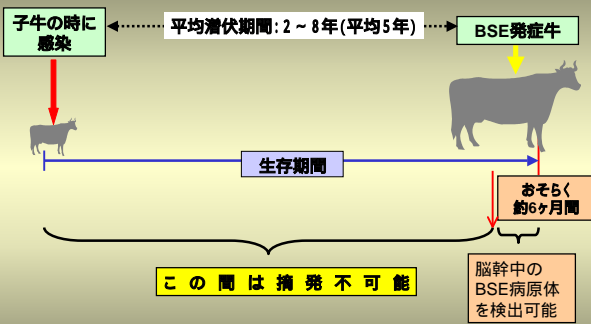 子牛の時に
感染
平均潜伏期間:2~8年(平均5年)
BSE発症牛
生存期間
おそらく
約6ヶ月間
この間は摘発不可能
脳幹中の
BSE病原体
を検出可能